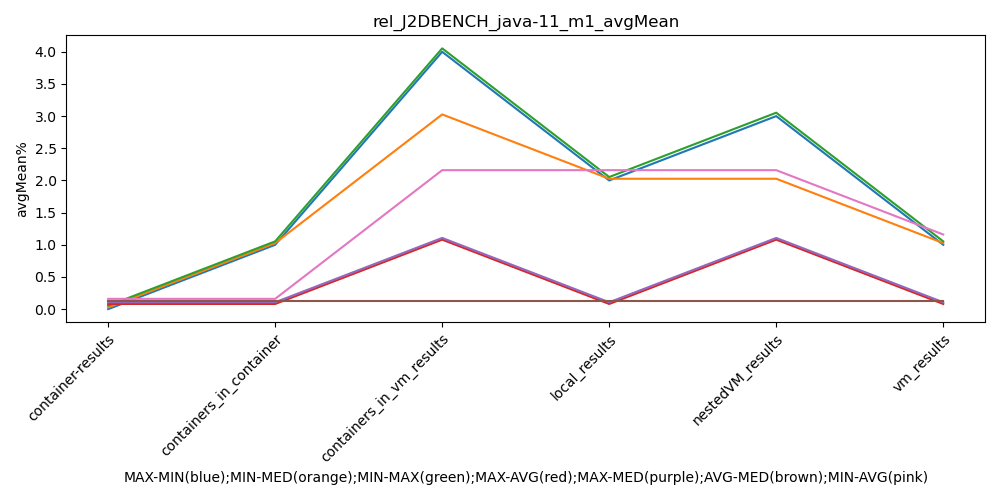 rel_J2DBENCH_java-11_m1_avgMean
avgMean%
4.0
3.5
3.0
2.5
2.0
1.5
1.0
0.5
0.0
container-results
containers_in_container
containers_in_vm_results
local_results
nestedVM_results
vm_results
MAX-MIN(blue);MIN-MED(orange);MIN-MAX(green);MAX-AVG(red);MAX-MED(purple);AVG-MED(brown);MIN-AVG(pink)